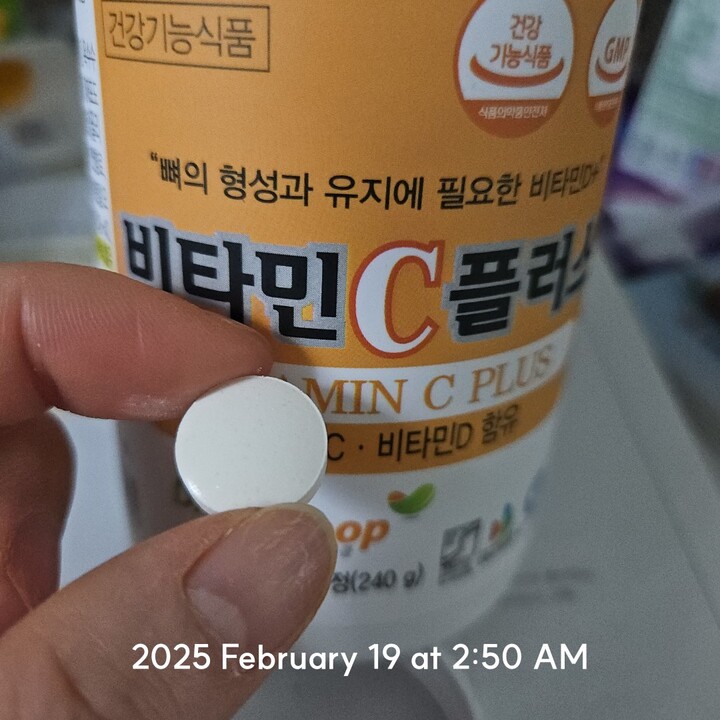 건강기능식품
건강
기능식품
식품의약품안전처
GMP
"뼈의 형성과 유지에 필요한 비타민D+"
비타민C플러스
AMIN C PLUS
C · 비타민D 함유
op
정(240 g)
2025 February 19 at 2:50 AM